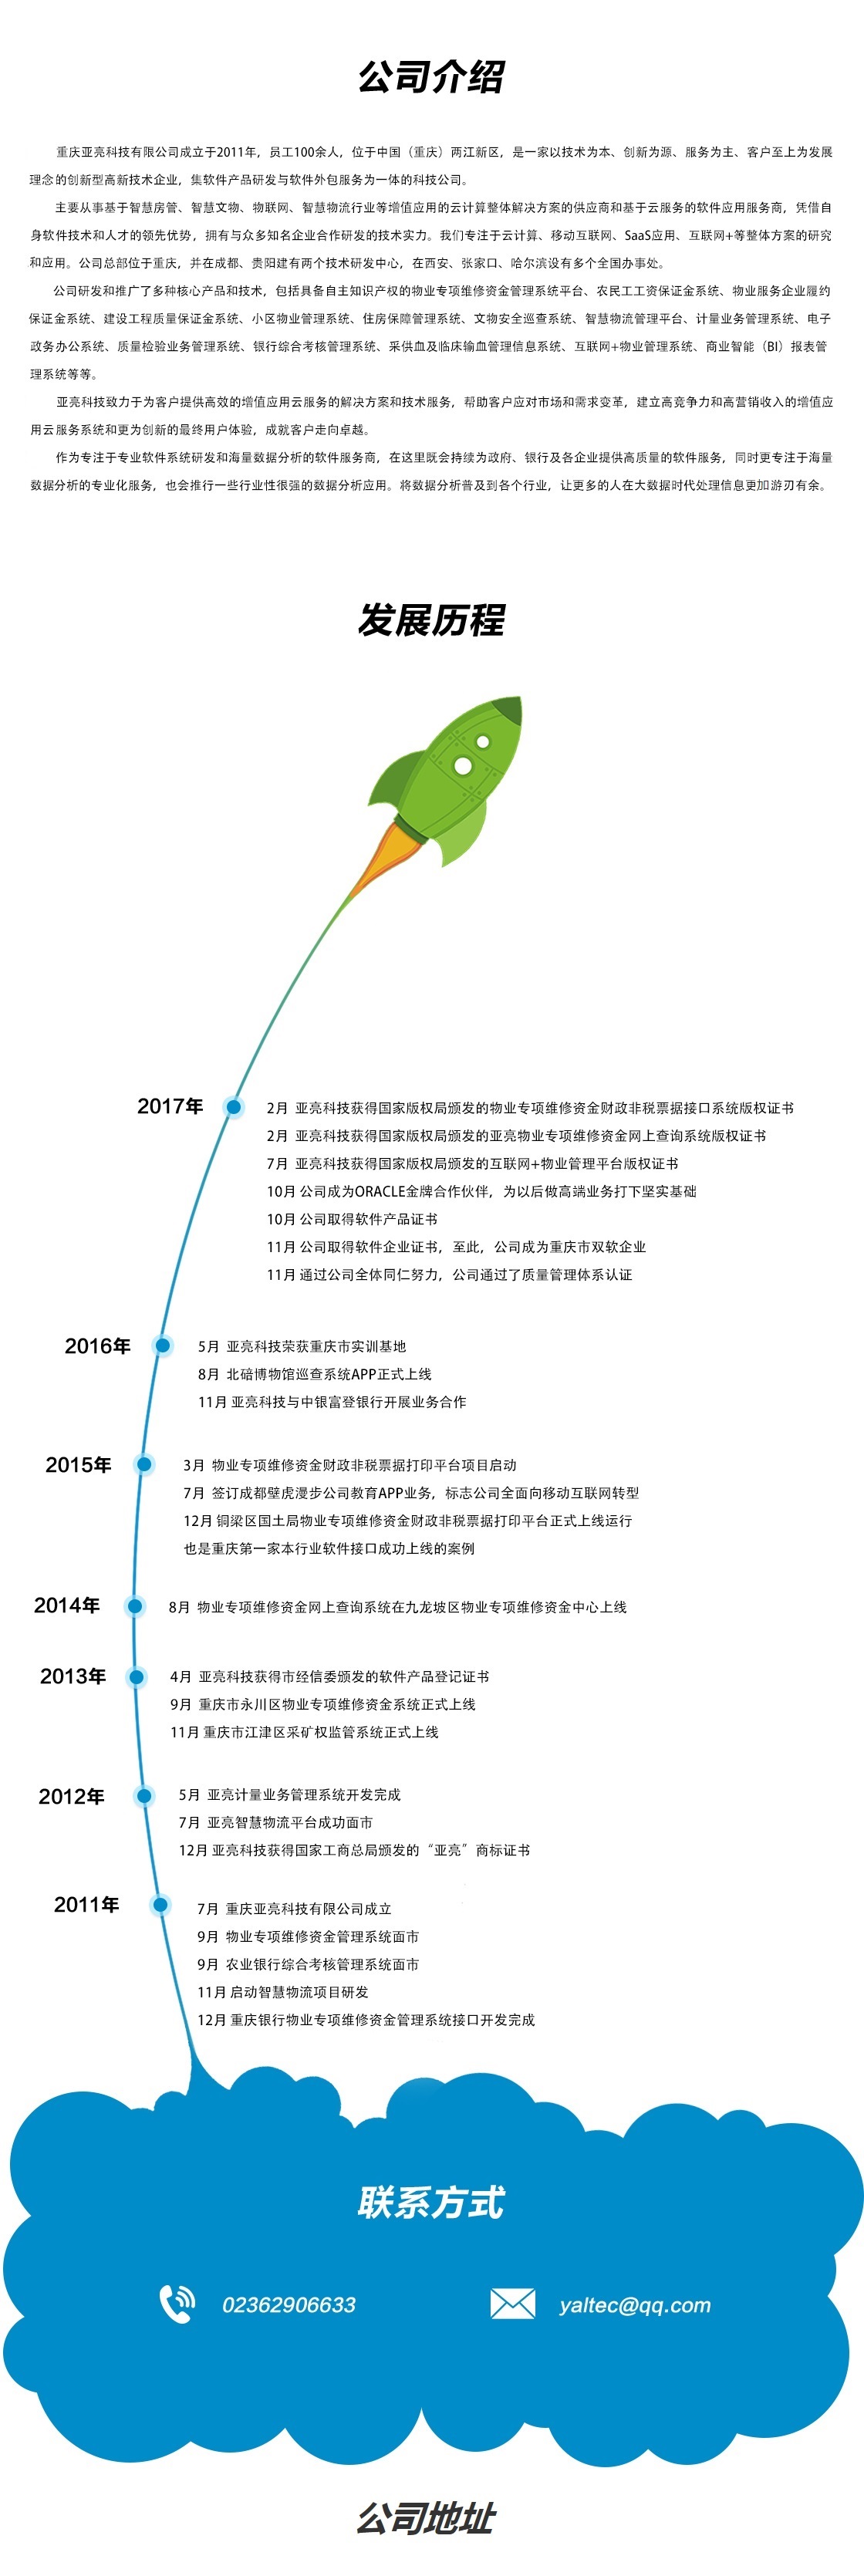 公司介绍
重庆亚亮科技有限公司成立于2011年，员工100余人，位于中国（重庆）两江新区，是一家以技术为本、创新为源、服务为主、客户至上为发展
理念的创新型高新技术企业，集软件产品研发与软件外包服务为一体的科技公司。
主要从事基于智慧房管、智慧文物、物联网、智慧物流行业等增值应用的云计算整体解决方案的供应商和基于云服务的软件应用服务商，凭借自
身软件技术和人才的领先优势，拥有与众多知名企业合作研发的技术实力。我们专注于云计算、移动互联网、SaaS应用、互联网+等整体方案的研究
和应用。公司总部位于重庆，并在成都、贵阳建有两个技术研发中心，在西安、张家口、哈尔滨设有多个全国办事处。
公司研发和推广了多种核心产品和技术，包括具备自主知识产权的物业专项维修资金管理系统平台、农民工工资保证金系统、物业服务企业履约
保证金系统、建设工程质量保证金系统、小区物业管理系统、住房保障管理系统、文物安全巡查系统、智慧物流管理平台、计量业务管理系统、电子
政务办公系统、质量检验业务管理系统、银行综合考核管理系统、采供血及临床输血管理信息系统、互联网+物业管理系统、商业智能（BI）报表管
理系统等等。
亚亮科技致力于为客户提供高效的增值应用云服务的解决方案和技术服务，帮助客户应对市场和需求变革，建立高竞争力和高营销收入的增值应
用云服务系统和更为创新的最终用户体验，成就客户走向卓越。
作为专注于专业软件系统研发和海量数据分析的软件服务商，在这里既会持续为政府、银行及各企业提供高质量的软件服务，同时更专注于海量
数据分析的专业化服务，也会推行一些行业性很强的数据分析应用。将数据分析普及到各个行业，让更多的人在大数据时代处理信息更加游刃有余。
发展历程
2017年
2月 亚亮科技获得国家版权局颁发的物业专项维修资金财政非税票据接口系统版权证书
2月 亚亮科技获得国家版权局颁发的亚亮物业专项维修资金网上查询系统版权证书
7月 亚亮科技获得国家版权局颁发的互联网+物业管理平台版权证书
10月 公司成为ORACLE金牌合作伙伴，为以后做高端业务打下坚实基础
10月 公司取得软件产品证书
11月 公司取得软件企业证书，至此，公司成为重庆市双软企业
11月 通过公司全体同仁努力，公司通过了质量管理体系认证
2016年
5月 亚亮科技荣获重庆市实训基地
8月 北碚博物馆巡查系统APP正式上线
11月 亚亮科技与中银富登银行开展业务合作
2015年
3月 物业专项维修资金财政非税票据打印平台项目启动
7月 签订成都壁虎漫步公司教育APP业务，标志公司全面向移动互联网转型
12月 铜梁区国土局物业专项维修资金财政非税票据打印平台正式上线运行
也是重庆第一家本行业软件接口成功上线的案例
2014年
8月 物业专项维修资金网上查询系统在九龙坡区物业专项维修资金中心上线
2013年
4月 亚亮科技获得市经信委颁发的软件产品登记证书
9月 重庆市永川区物业专项维修资金系统正式上线
11月 重庆市江津区采矿权监管系统正式上线
2012年
5月 亚亮计量业务管理系统开发完成
7月 亚亮智慧物流平台成功面市
12月 亚亮科技获得国家工商总局颁发的“亚亮”商标证书
2011年
7月 重庆亚亮科技有限公司成立
9月 物业专项维修资金管理系统面市
9月 农业银行综合考核管理系统面市
11月 启动智慧物流项目研发
12月 重庆银行物业专项维修资金管理系统接口开发完成
联系方式
02362906633
yaltec@qq.com
公司地址